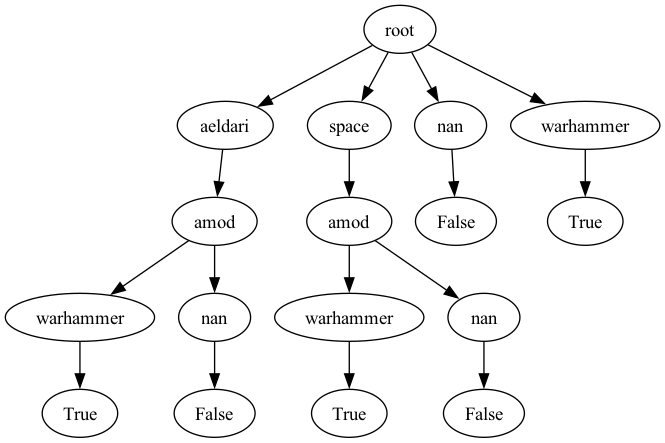 root
aeldari space nan warhammer
amod amod False True
warhammer nan warhammer nan
True False True False